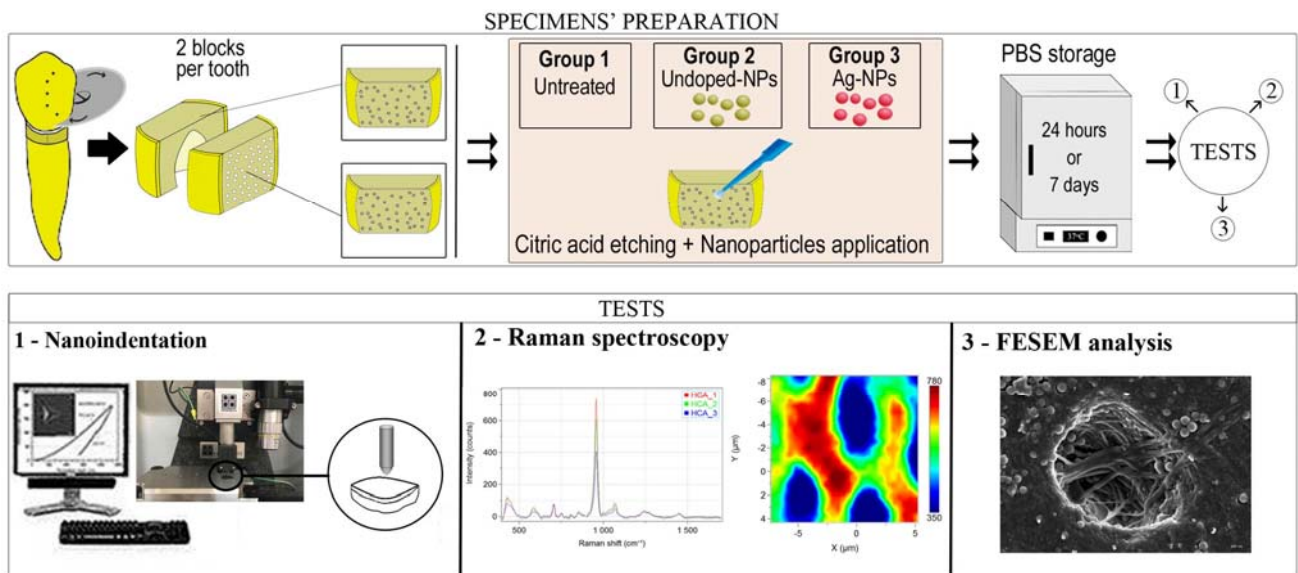 SPECIMENS' PREPARATION
2 blocks
per tooth
Group 1
Untreated
Group 2
Undoped-NPs
Group 3
Ag-NPs
Citric acid etching + Nanoparticles application
PBS storage
24 hours
or
7 days
37ºC
1
2
TESTS
3
TESTS
1 - Nanoindentation
2 - Raman spectroscopy
800
600
400
200
0
Intensity (counts)
500
1 000
1 500
Raman shift (cm⁻¹)
HCA_1
HCA_2
HCA_3
-8
-6
-4
-2
0
2
4
Y (µm)
-5
0
5
X (µm)
780
350
3 - FESEM analysis